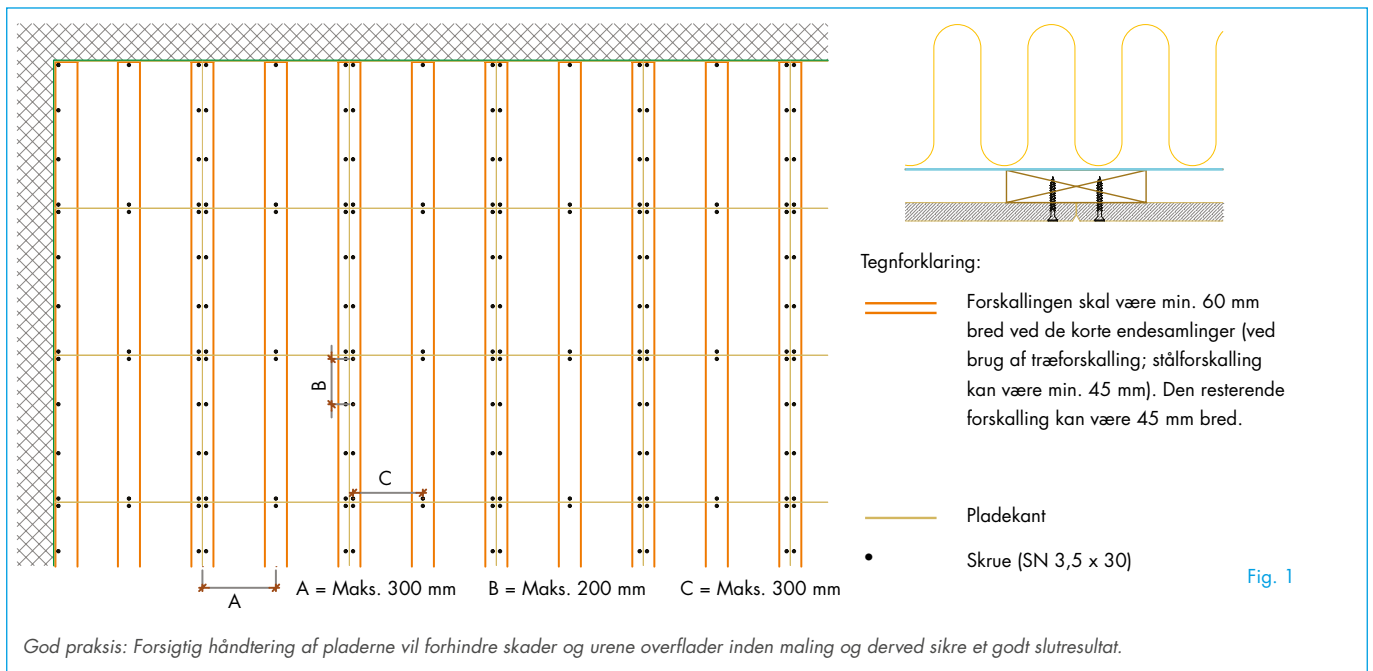 B
C
A
A = Maks. 300 mm B = Maks. 200 mm C = Maks. 300 mm
Tegnforklaring:
Forskallingen skal være min. 60 mm
bred ved de korte endesamlinger (ved
brug af træforskalling; stålforskalling
kan være min. 45 mm). Den resterende
forskalling kan være 45 mm bred.
Pladekant
Skrue (SN 3,5 x 30)
Fig. 1
God praksis: Forsigtig håndtering af pladerne vil forhindre skader og urene overflader inden maling og derved sikre et godt slutresultat.